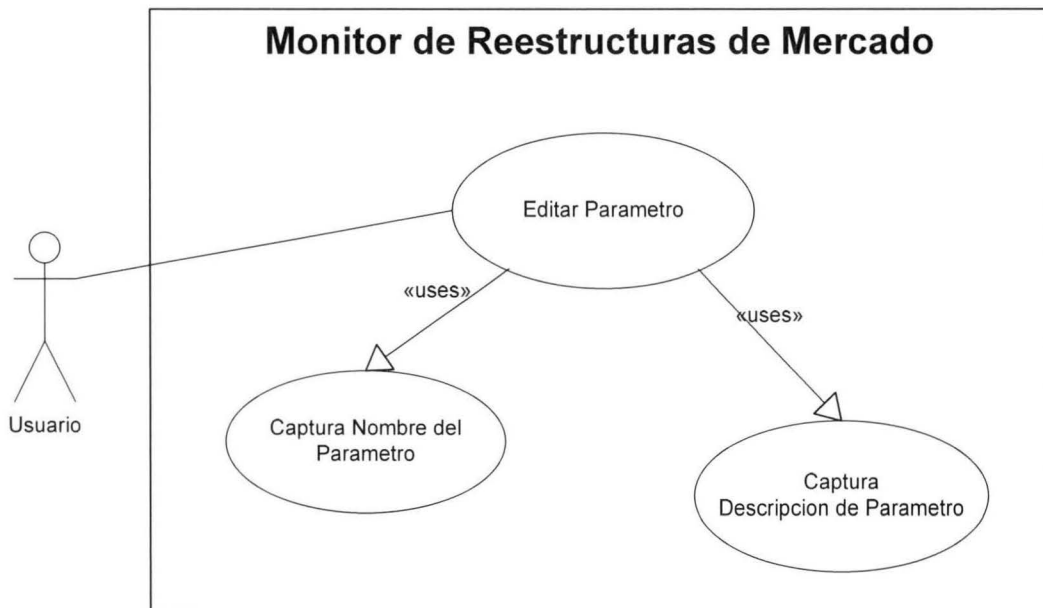 Monitor de Reestructuras de Mercado
Editar Parametro
«uses»
«uses»
Usuario
Captura Nombre del
Parametro
Captura
Descripcion de Parametro